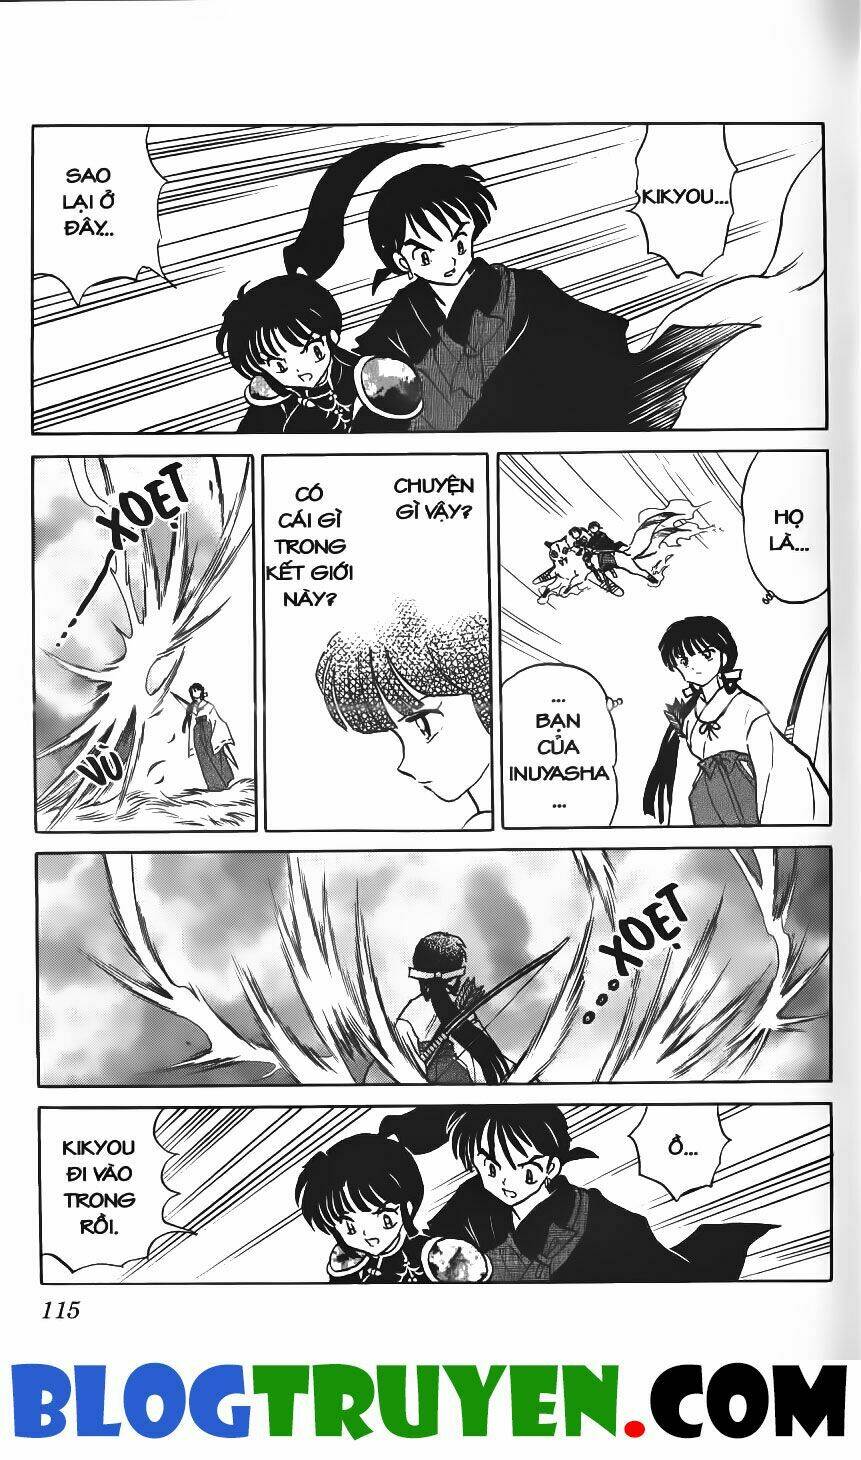 KIKYOU...
SAO
LẠI Ở
ĐÂY...
HỌ
LÀ...
...
BẠN
CỦA
INUYASHA
...
CHUYỆN
GÌ VẬY?
CÓ
CÁI GÌ
TRONG
KẾT GIỚI
NÀY?
XOẸT
...
VÙ
XOẸT
...
Ồ...
KIKYOU
ĐI VÀO
TRONG
RỒI.
115
BLOGTRUYEN.COM